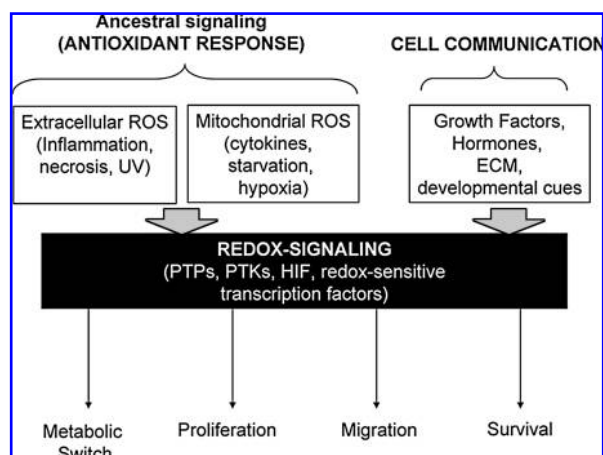 Ancestral signaling
(ANTIOXIDANT RESPONSE)
CELL COMMUNICATION
Extracellular ROS
(Inflammation,
necrosis, UV)
Mitochondrial ROS
(cytokines,
starvation,
hypoxia)
Growth Factors,
Hormones,
ECM,
developmental cues
REDOX-SIGNALING
(PTPs, PTKs, HIF, redox-sensitive
transcription factors)
Metabolic
Switch
Proliferation
Migration
Survival